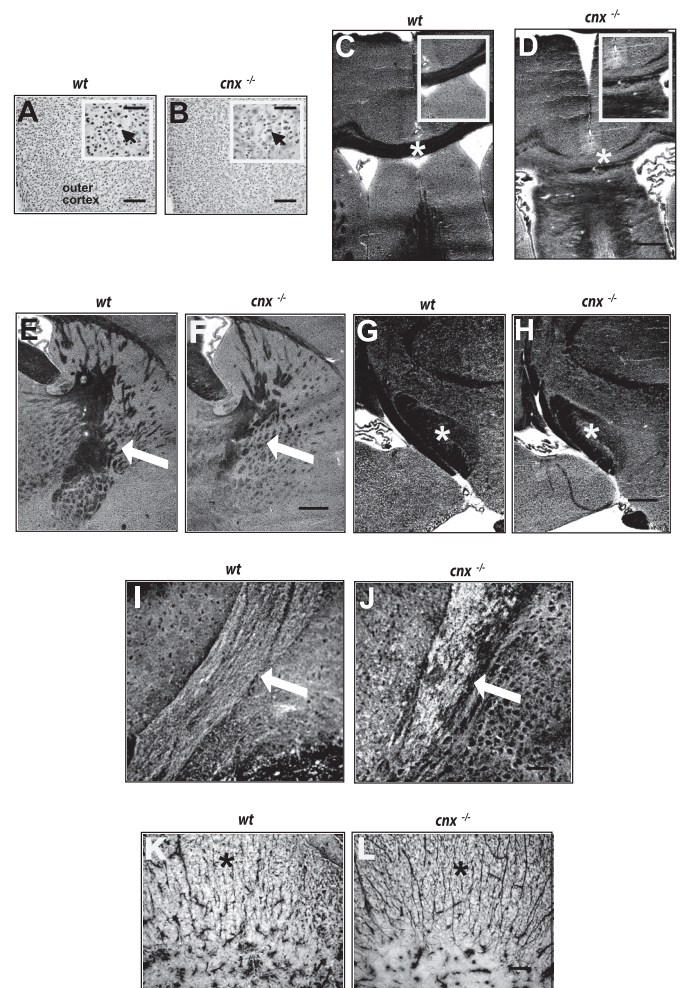 wt
cnx -/-
C
D
*
*
wt
cnx -/-
A
B
outer
cortex
wt
cnx -/-
wt
cnx -/-
E
F
G
H
*
*
wt
cnx -/-
I
J
wt
cnx -/-
K
L
*
*